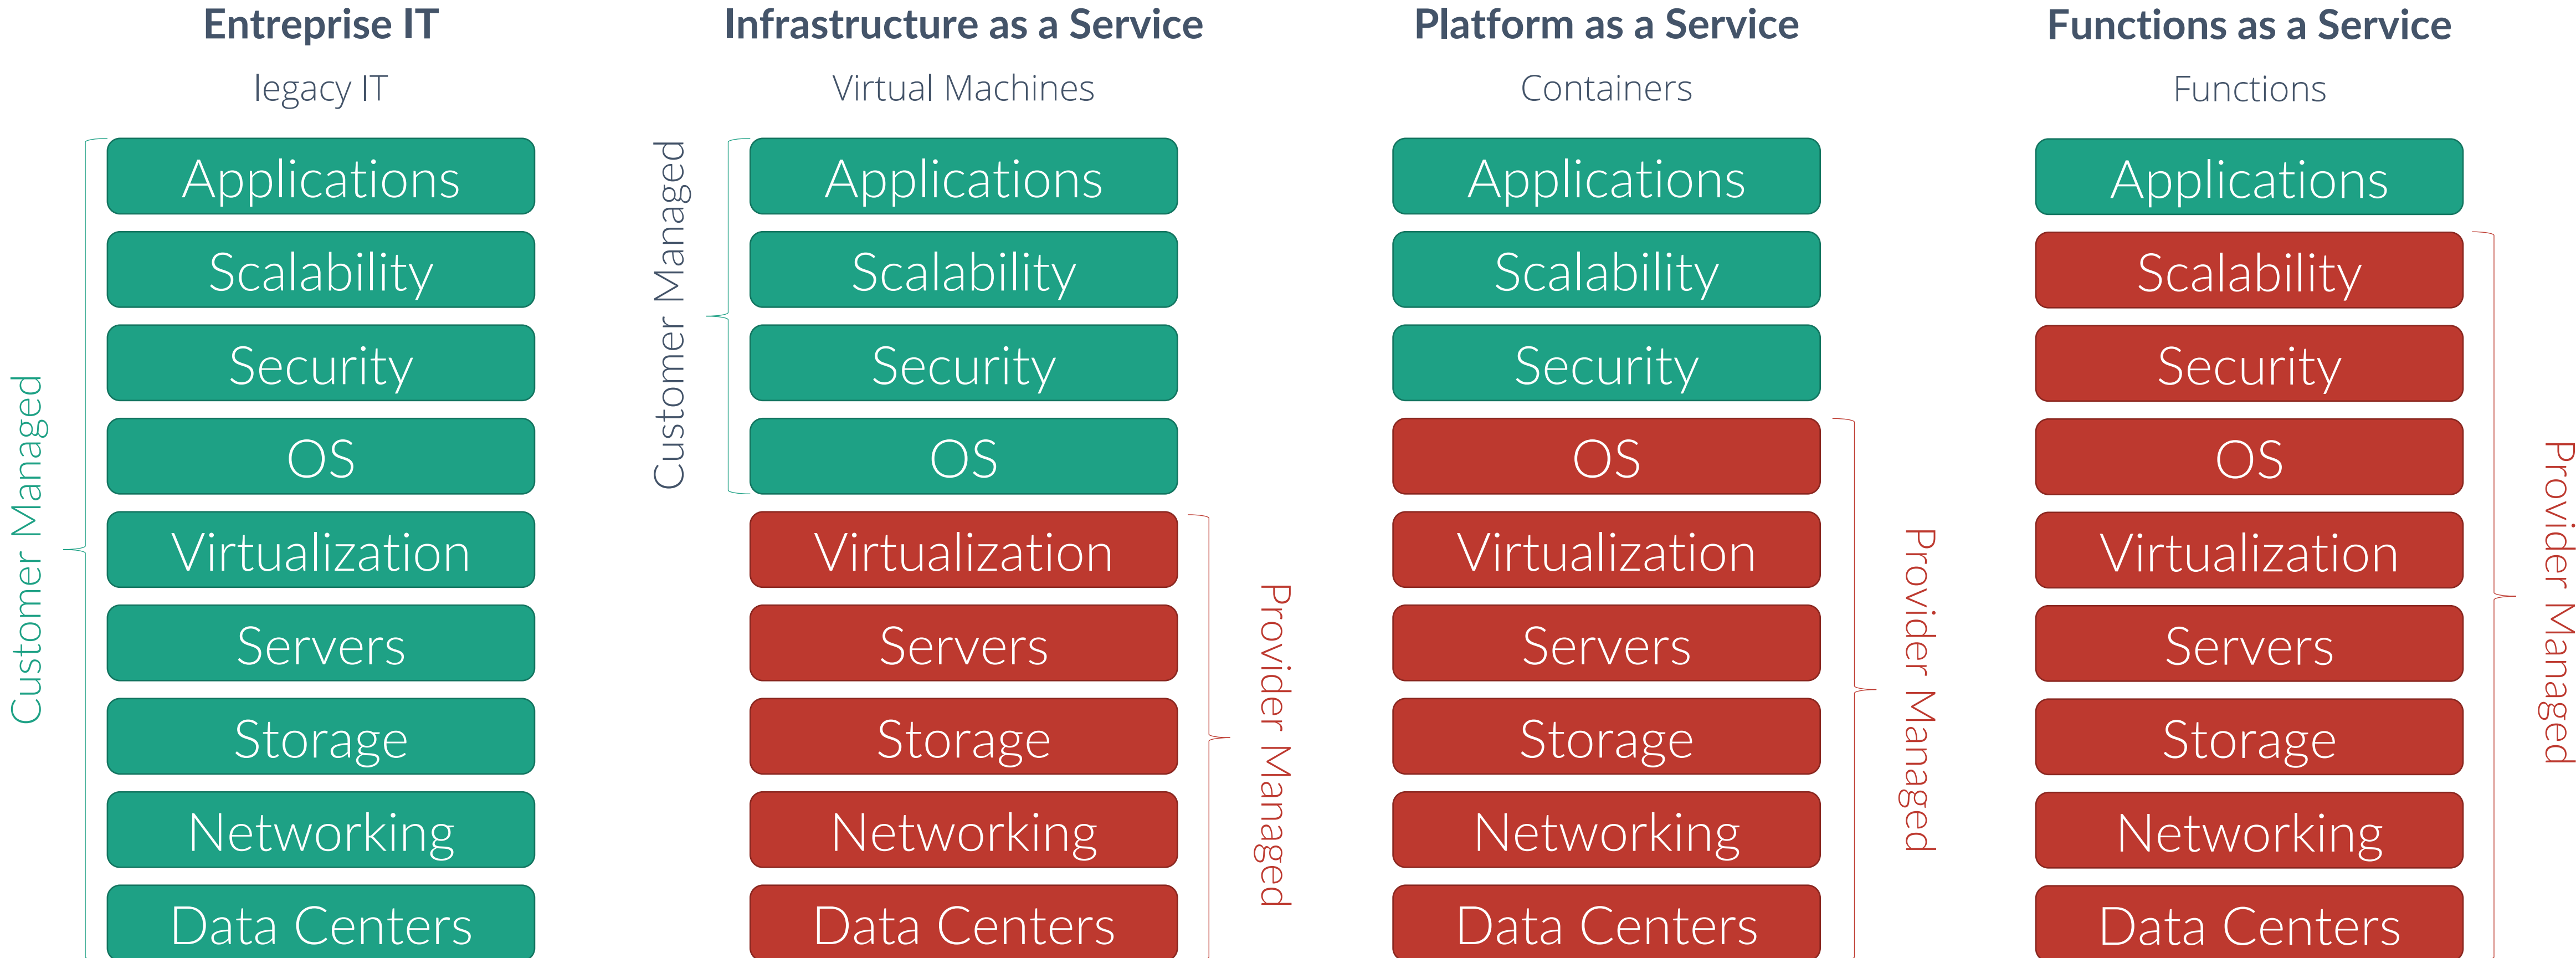 Entreprise IT
legacy IT
Customer Managed
Applications
Scalability
Security
OS
Virtualization
Servers
Storage
Networking
Data Centers
Infrastructure as a Service
Virtual Machines
Customer Managed
Applications
Scalability
Security
OS
Virtualization
Servers
Storage
Networking
Data Centers
Provider Managed
Platform as a Service
Containers
Applications
Scalability
Security
OS
Virtualization
Servers
Storage
Networking
Data Centers
Provider Managed
Functions as a Service
Functions
Applications
Scalability
Security
OS
Virtualization
Servers
Storage
Networking
Data Centers
Provider Managed